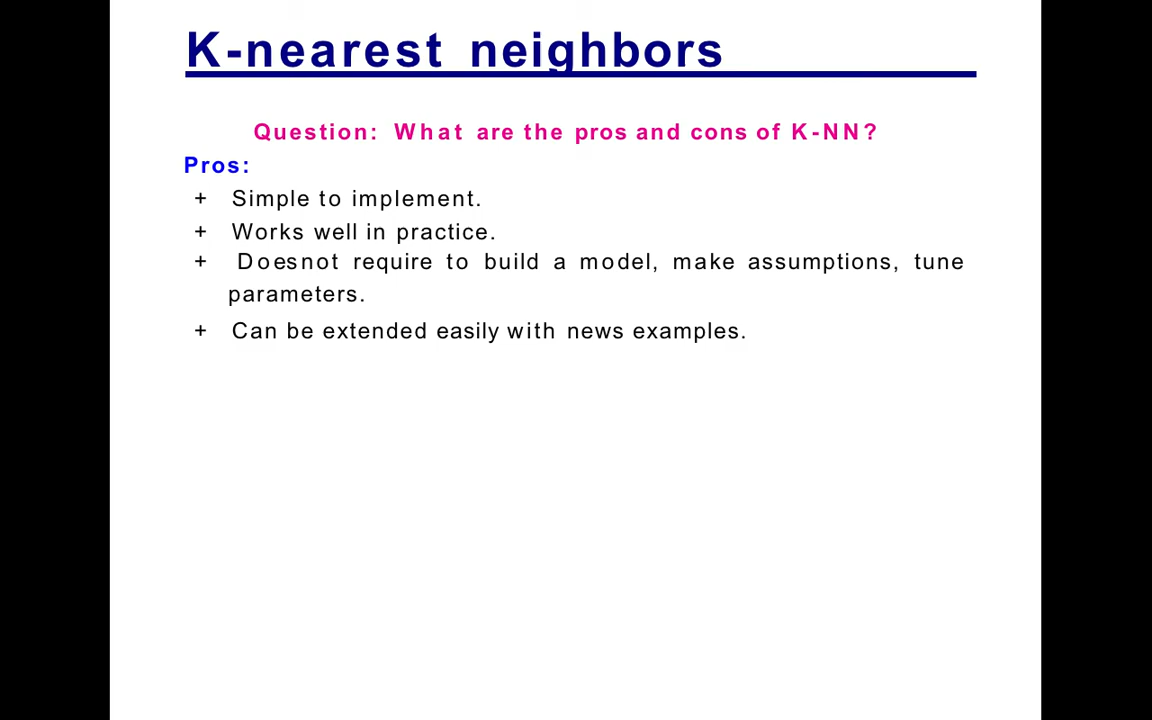 K-nearest neighbors
Question: What are the pros and cons of K-NN?
Pros:
+ Simple to implement.
+ Works well in practice.
+ Doesnot require to build a model, make assumptions, tune
parameters.
+ Can be extended easily with news examples.